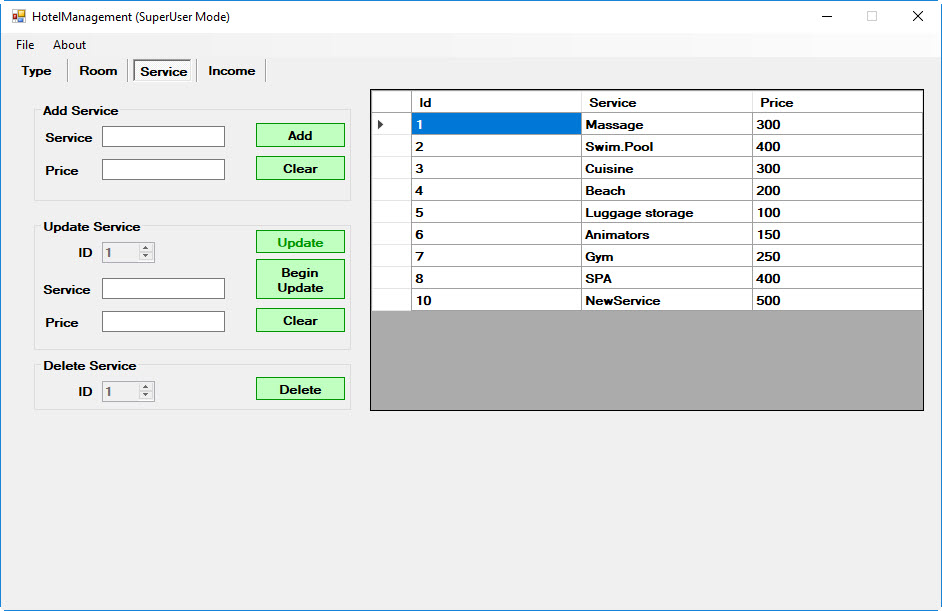 HotelManagement (SuperUser Mode)
File About
Type Room Service Income
Add Service
Service Add
Price Clear
Update Service
ID 1 Update
Begin Update
Service
Price Clear
Delete Service
ID 1 Delete
Id Service Price
1 Massage 300
2 Swim.Pool 400
3 Cuisine 300
4 Beach 200
5 Luggage storage 100
6 Animators 150
7 Gym 250
8 SPA 400
10 NewService 500